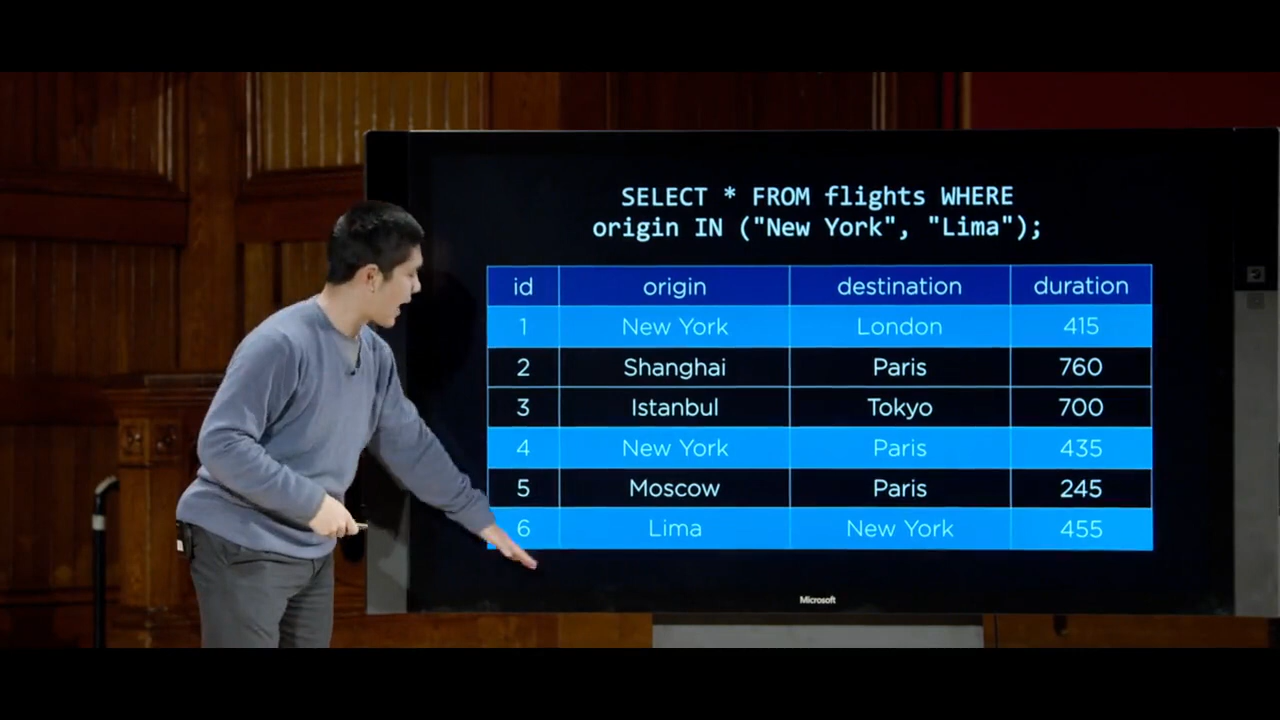 SELECT * FROM flights WHERE
origin IN ("New York", "Lima");
id origin destination duration
1 New York London 415
2 Shanghai Paris 760
3 Istanbul Tokyo 700
4 New York Paris 435
5 Moscow Paris 245
6 Lima New York 455
Microsoft